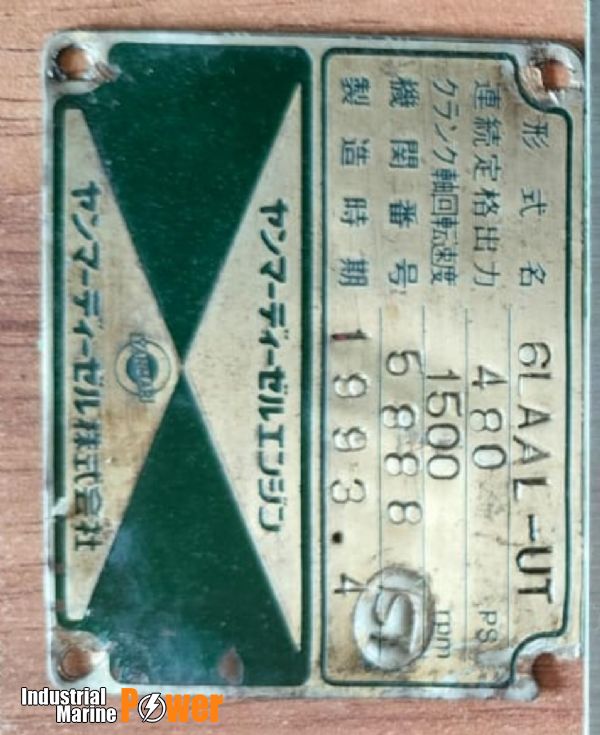 形式名 6LAAL-UT
連続定格出力 480 PS
クランク軸回転速度 1500 rpm
機関番号 5888
製造時期 1993.4
ヤンマーディーゼルエンジン
YANMAR
ヤンマーディーゼル株式会社
Industrial
Marine Power